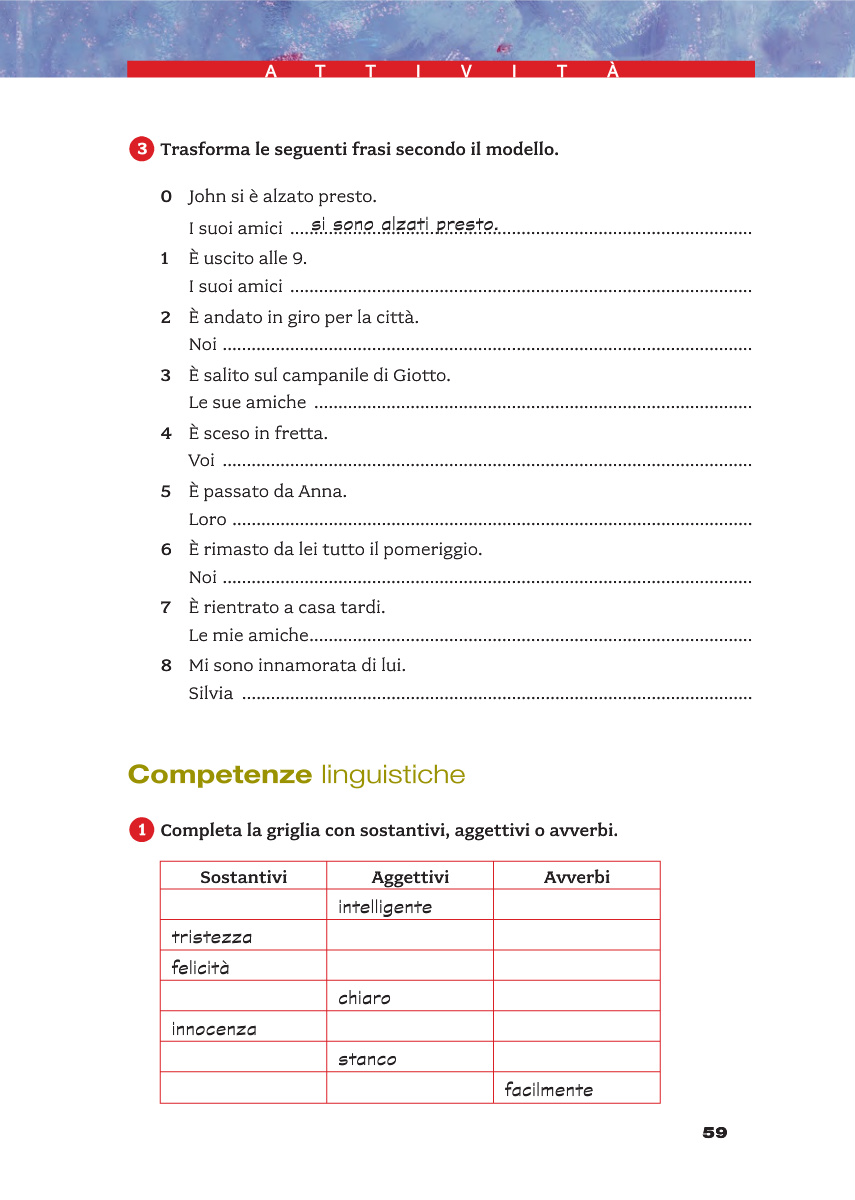 ATTIVITÀ
3 Trasforma le seguenti frasi secondo il modello.
0 John si è alzato presto.
I suoi amici ....si sono alzati presto.....
1 È uscito alle 9.
I suoi amici ....
2 È andato in giro per la città.
Noi ....
3 È salito sul campanile di Giotto.
Le sue amiche ....
4 È sceso in fretta.
Voi ....
5 È passato da Anna.
Loro ....
6 È rimasto da lei tutto il pomeriggio.
Noi ....
7 È rientrato a casa tardi.
Le mie amiche....
8 Mi sono innamorata di lui.
Silvia ....
Competenze linguistiche
1 Completa la griglia con sostantivi, aggettivi o avverbi.
Sostantivi Aggettivi Avverbi
intelligente
tristezza
felicità
chiaro
innocenza
stanco
facilmente
59